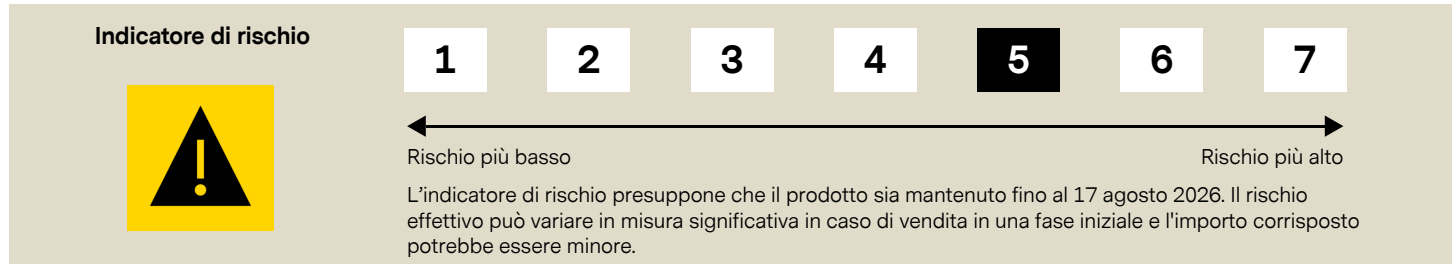 Indicatore di rischio
1 2 3 4 5 6 7
Rischio più basso Rischio più alto
L'indicatore di rischio presuppone che il prodotto sia mantenuto fino al 17 agosto 2026. Il rischio
effettivo può variare in misura significativa in caso di vendita in una fase iniziale e l'importo corrisposto
potrebbe essere minore.